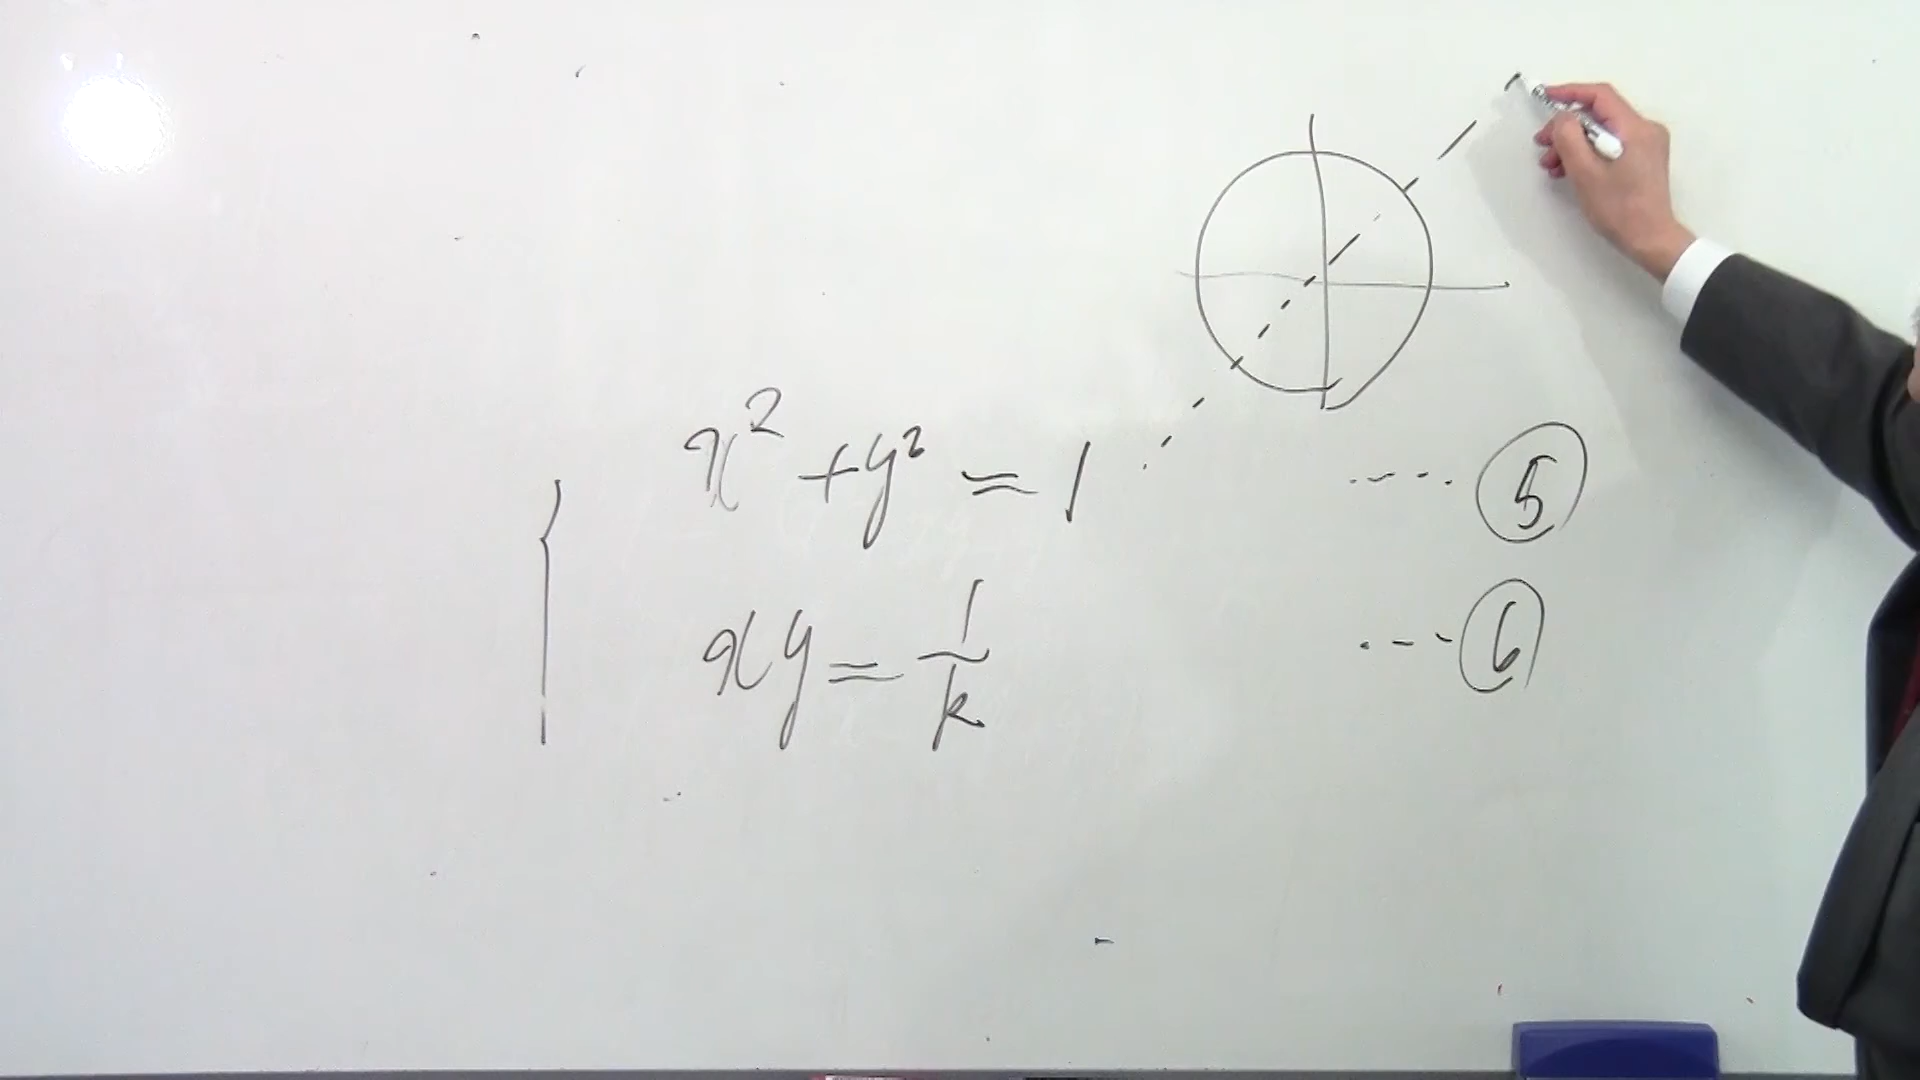 x² + y² = 1 ···· ⑤
xy = 1/k ··· ⑥